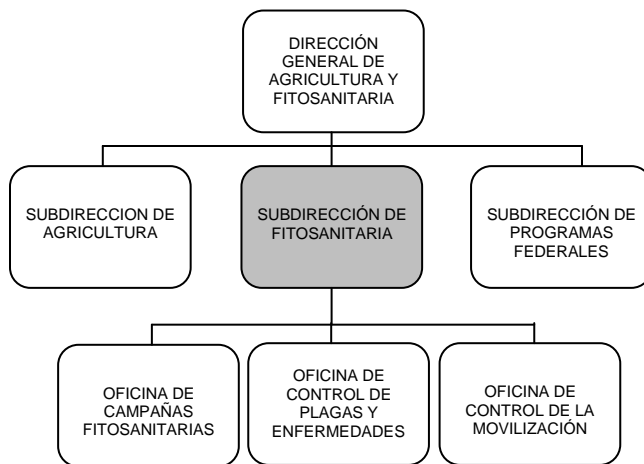 DIRECCIÓN
GENERAL DE
AGRICULTURA Y
FITOSANITARIA
SUBDIRECCION DE
AGRICULTURA
SUBDIRECCIÓN DE
FITOSANITARIA
SUBDIRECCIÓN DE
PROGRAMAS
FEDERALES
OFICINA DE
CAMPAÑAS
FITOSANITARIAS
OFICINA DE
CONTROL DE
PLAGAS Y
ENFERMEDADES
OFICINA DE
CONTROL DE LA
MOVILIZACIÓN